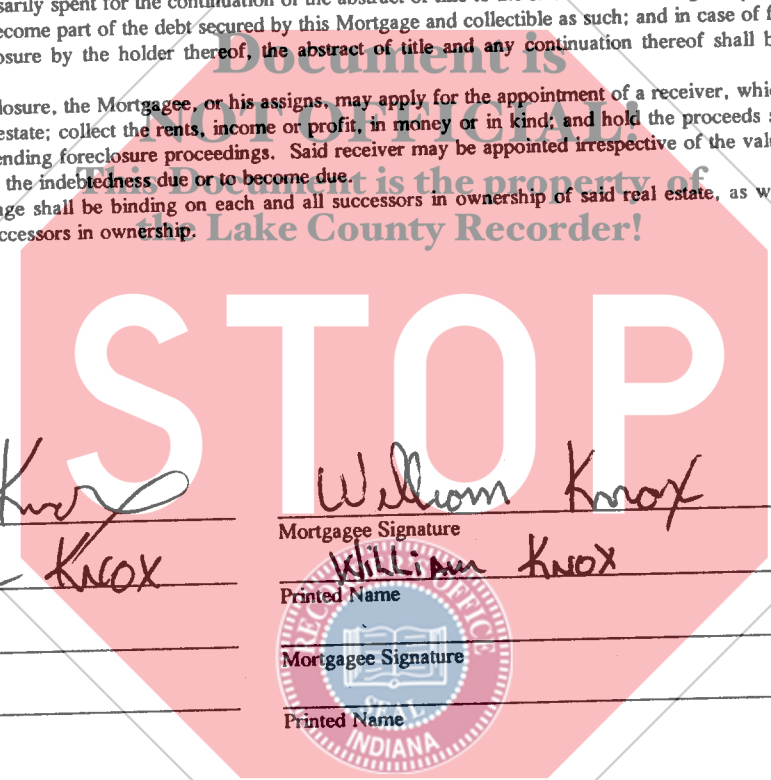 sarily spent for the continuation of the abstract of title to the
ecome part of the debt secured by this Mortgage and collectible as such; and in case of f
osure by the holder thereof, the abstract of title and any continuation thereof shall b
Document is
losure, the Mortgagee, or his assigns, may apply for the appointment of a receiver, whic
NOT OFFICIAL!
estate; collect the rents, income or profit, in money or in kind; and hold the proceeds
ending foreclosure proceedings. Said receiver may be appointed irrespective of the val
This Document is the property of
the indebtedness due or to become due.
ge shall be binding on each and all successors in ownership of said real estate, as w
the Lake County Recorder!
ccessors in ownership.
STOP
Knox William Knox
Mortgagee Signature
Knox William Knox
Printed Name
RECORDER OFFICE
Mortgagee Signature
SEAL
Printed Name
INDIANA